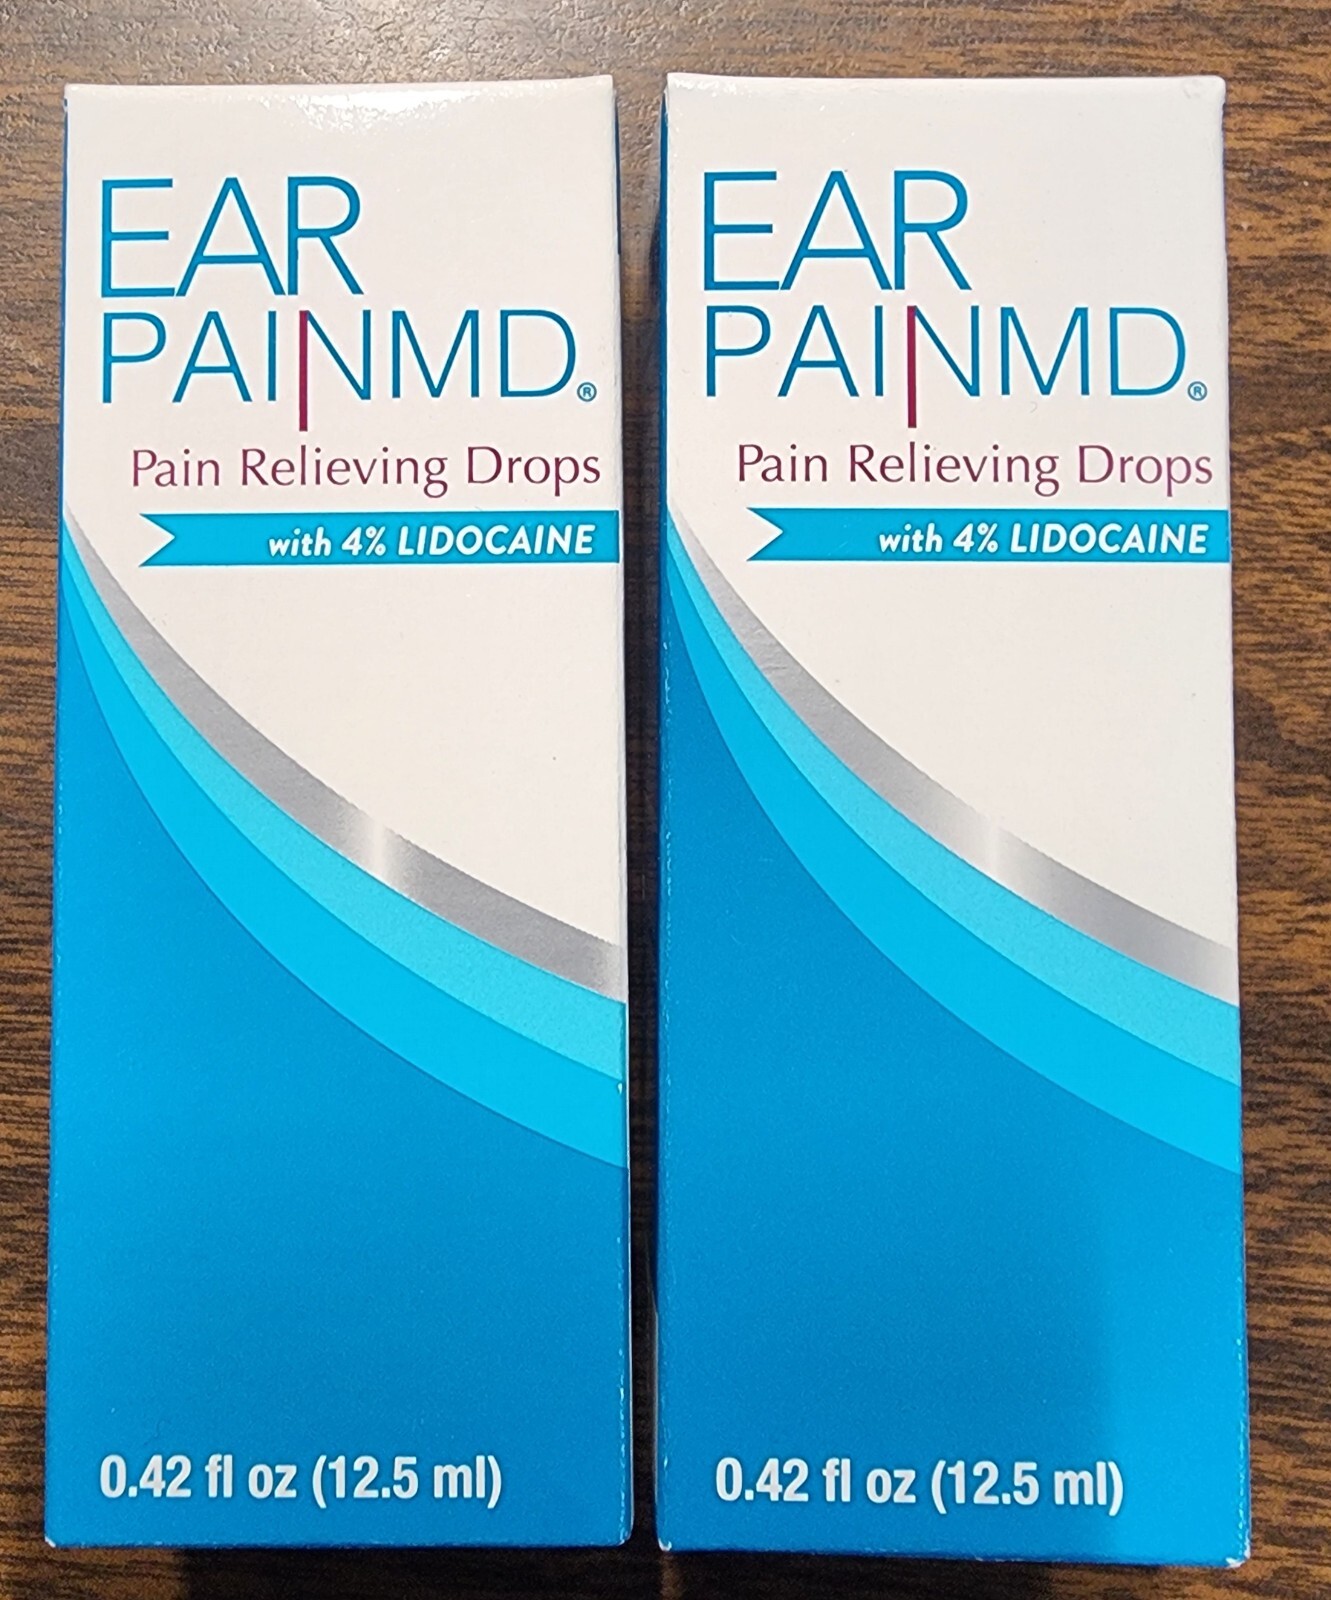 EAR
PAINMD®
Pain Relieving Drops
with 4% LIDOCAINE
0.42 fl oz (12.5 ml)
EAR
PAINMD®
Pain Relieving Drops
with 4% LIDOCAINE
0.42 fl oz (12.5 ml)